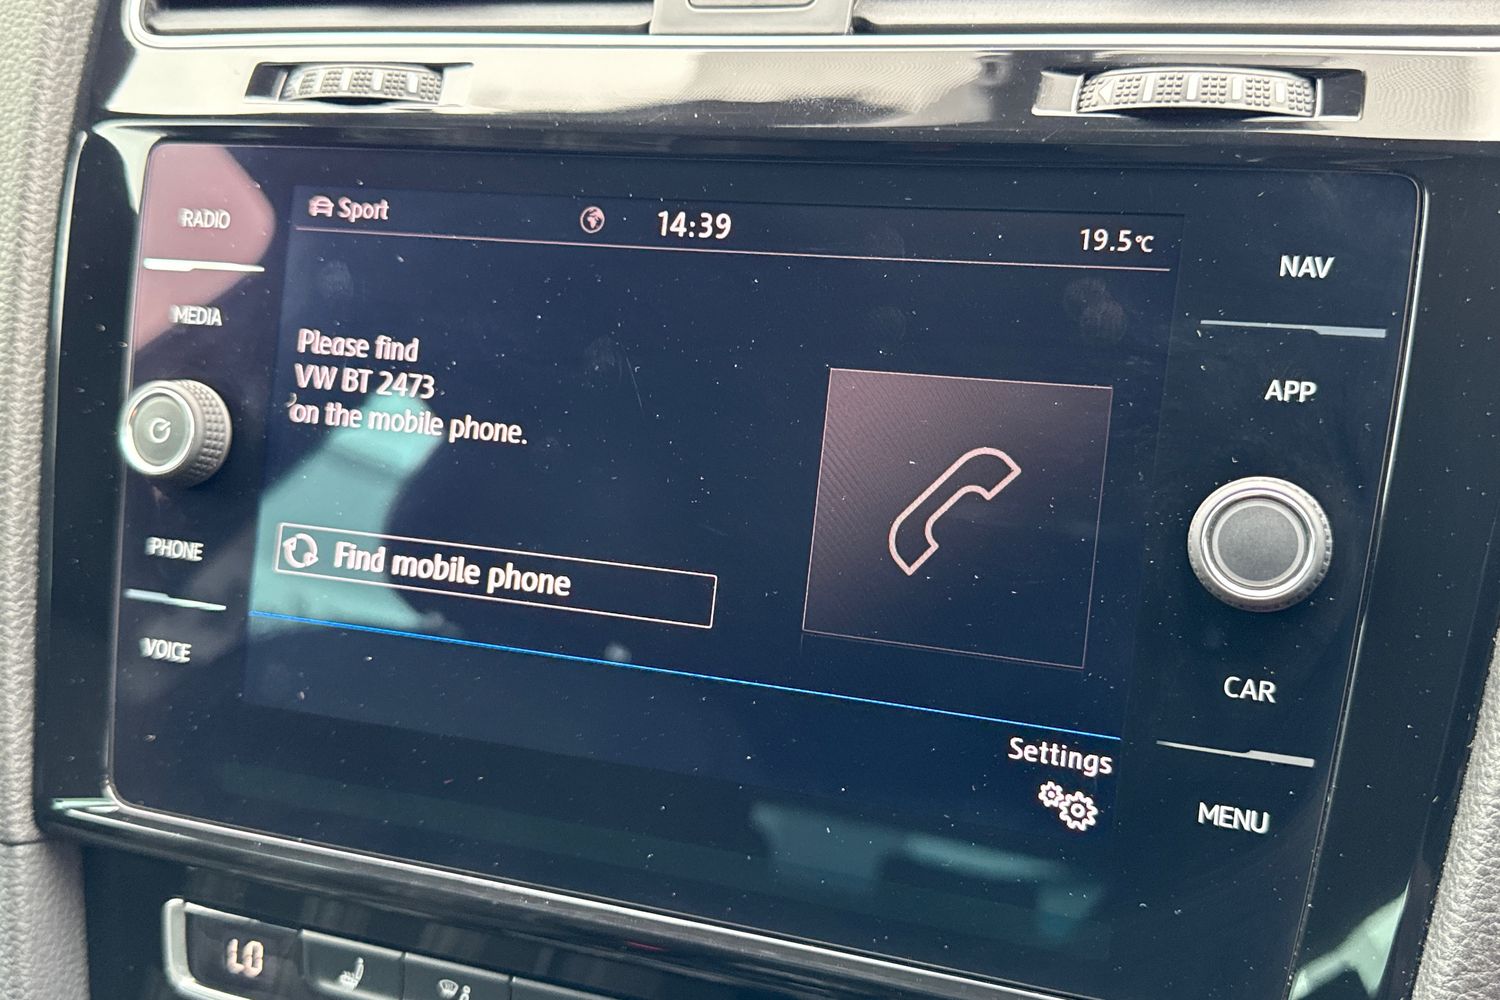 RADIO
MEDIA
PHONE
VOICE
Sport
14:39
19.5°C
Please find
VW BT 2473
on the mobile phone.
Find mobile phone
Settings
NAV
APP
CAR
MENU
LO